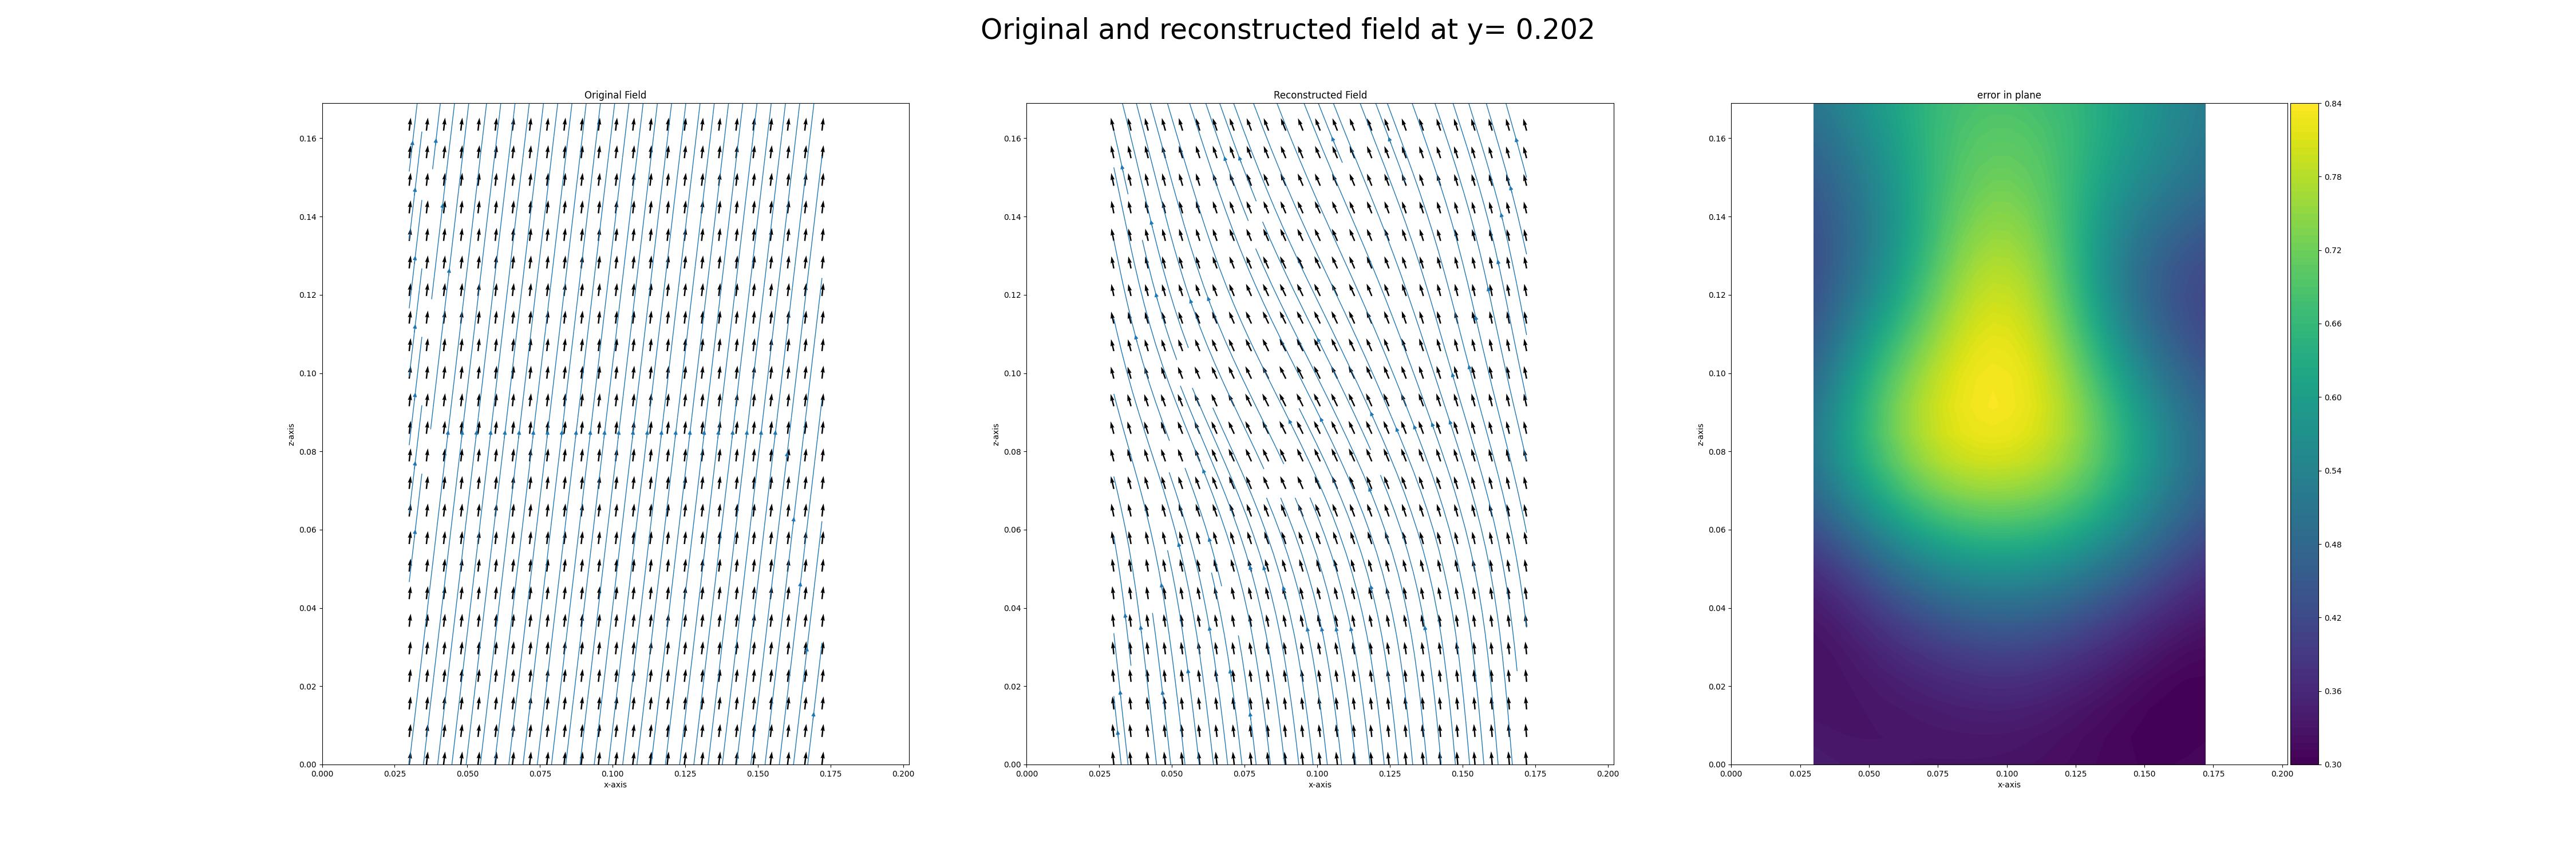 Original and reconstructed field at y= 0.202
Original Field
z-axis
0.16
0.14
0.12
0.10
0.08
0.06
0.04
0.02
0.00
0.000 0.025 0.050 0.075 0.100 0.125 0.150 0.175 0.200
x-axis
Reconstructed Field
z-axis
0.16
0.14
0.12
0.10
0.08
0.06
0.04
0.02
0.00
0.000 0.025 0.050 0.075 0.100 0.125 0.150 0.175 0.200
x-axis
error in plane
z-axis
0.16
0.14
0.12
0.10
0.08
0.06
0.04
0.02
0.00
0.000 0.025 0.050 0.075 0.100 0.125 0.150 0.175 0.200
x-axis
0.84
0.78
0.72
0.66
0.60
0.54
0.48
0.42
0.36
0.30